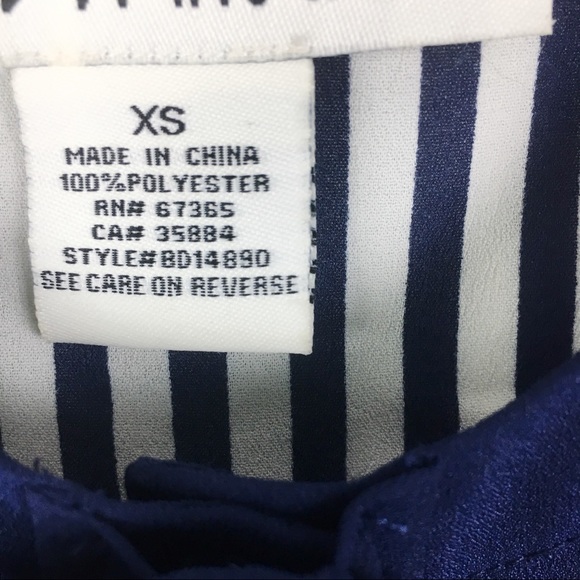 XS
MADE IN CHINA
100%POLYESTER
RN# 67365
CA# 35884
STYLE#BD14890
SEE CARE ON REVERSE